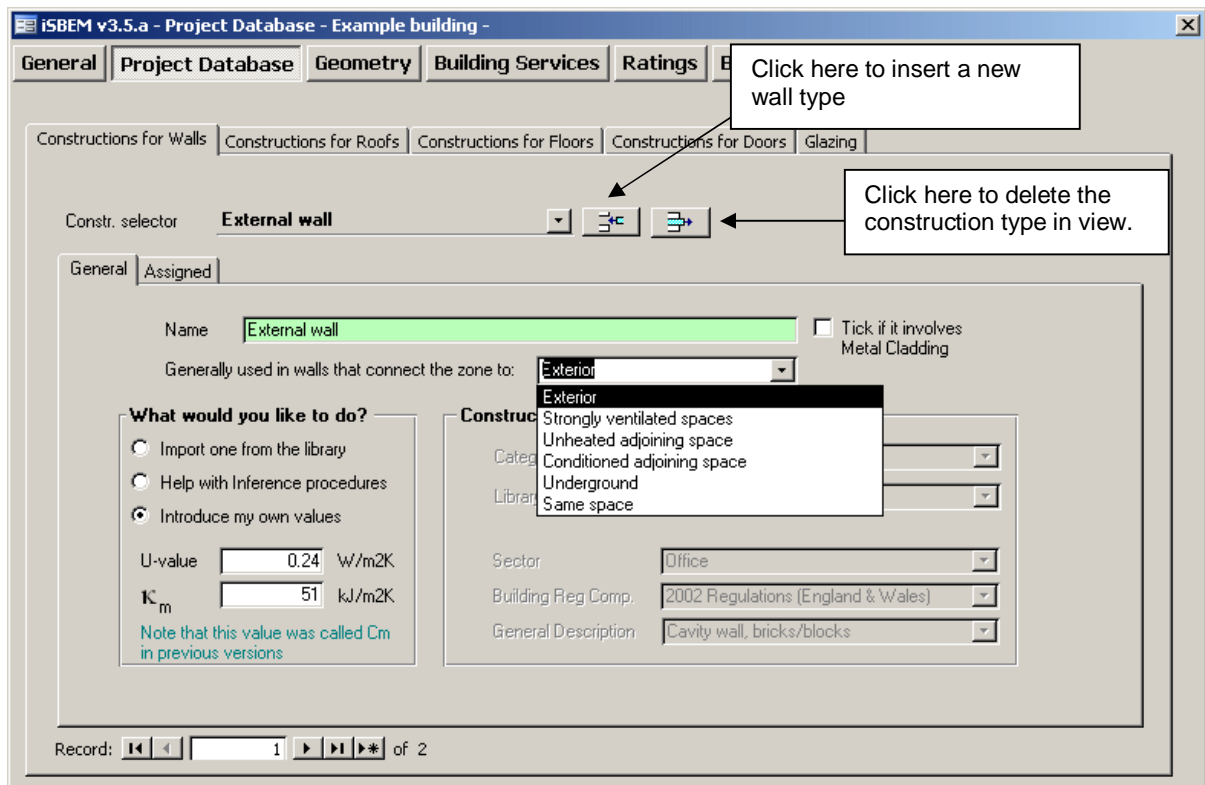 iSBEM v3.5.a - Project Database - Example building -
General Project Database Geometry Building Services Ratings
Click here to insert a new
wall type
Constructions for Walls Constructions for Roofs Constructions for Floors Constructions for Doors Glazing
Click here to delete the
construction type in view.
Constr. selector External wall
General Assigned
Name External wall
Tick if it involves
Metal Cladding
Generally used in walls that connect the zone to: Exterior
Exterior
Strongly ventilated spaces
Unheated adjoining space
Conditioned adjoining space
Underground
Same space
What would you like to do?
Import one from the library
Help with Inference procedures
Introduce my own values
U-value 0.24 W/m2K
κm 51 kJ/m2K
Note that this value was called Cm
in previous versions
Sector Office
Building Reg Comp. 2002 Regulations (England & Wales)
General Description Cavity wall, bricks/blocks
Record: 1 of 2